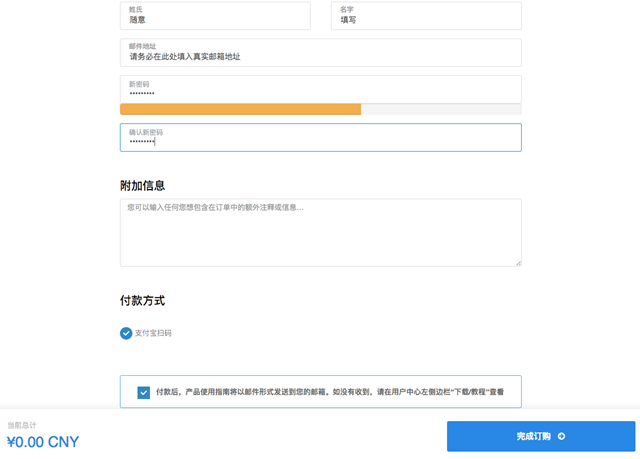 姓氏
随意
名字
填写
邮件地址
请务必在此处填入真实邮箱地址
新密码
•••••••••
确认新密码
•••••••••
附加信息
您可以输入任何您想包含在订单中的额外注释或信息...
付款方式
支付宝扫码
付款后，产品使用指南将以邮件形式发送到您的邮箱。如没有收到，请在用户中心左侧边栏“下载/教程”查看
当前总计
¥0.00 CNY
完成订购